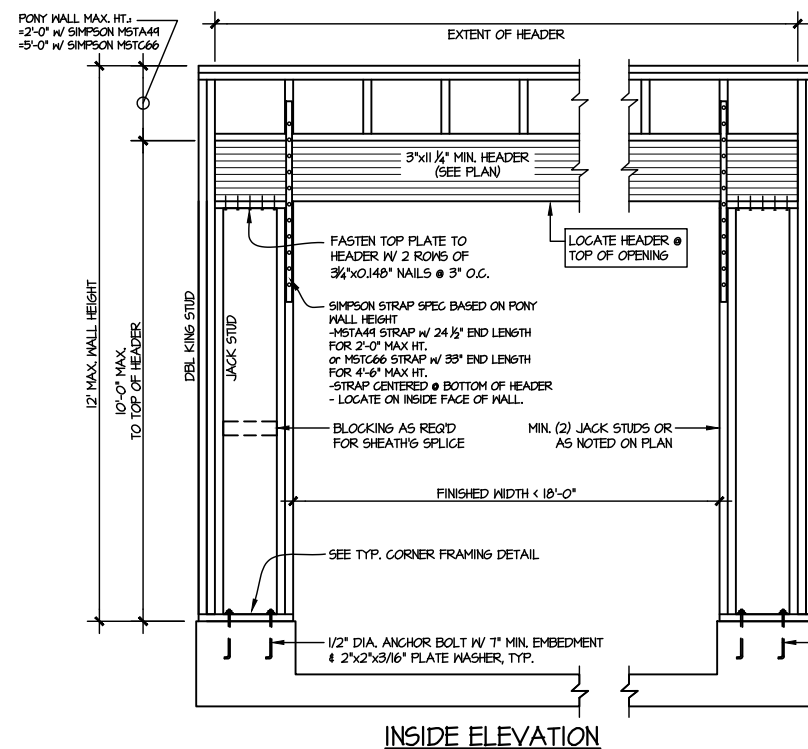 PONY WALL MAX. HT.:
=2'-0" W/ SIMPSON MSTA49
=5'-0" W/ SIMPSON MSTC66
EXTENT OF HEADER
3"x11 1/4" MIN. HEADER
(SEE PLAN)
FASTEN TOP PLATE TO
HEADER W/ 2 ROWS OF
3 1/4"x0.148" NAILS @ 3" O.C.
LOCATE HEADER @
TOP OF OPENING
SIMPSON STRAP SPEC BASED ON PONY
WALL HEIGHT
-MSTA49 STRAP W/ 24 1/2" END LENGTH
FOR 2'-0" MAX HT.
or MSTC66 STRAP W/ 33" END LENGTH
FOR 4'-6" MAX HT.
-STRAP CENTERED @ BOTTOM OF HEADER
- LOCATE ON INSIDE FACE OF WALL.
12' MAX. WALL HEIGHT
10'-0" MAX.
TO TOP OF HEADER
DBL KING STUD
JACK STUD
BLOCKING AS REQ'D
FOR SHEATH'G SPLICE
MIN. (2) JACK STUDS OR
AS NOTED ON PLAN
FINISHED WIDTH < 18'-0"
SEE TYP. CORNER FRAMING DETAIL
1/2" DIA. ANCHOR BOLT W/ 7" MIN. EMBEDMENT
& 2"x2"x3/16" PLATE WASHER, TYP.
INSIDE ELEVATION